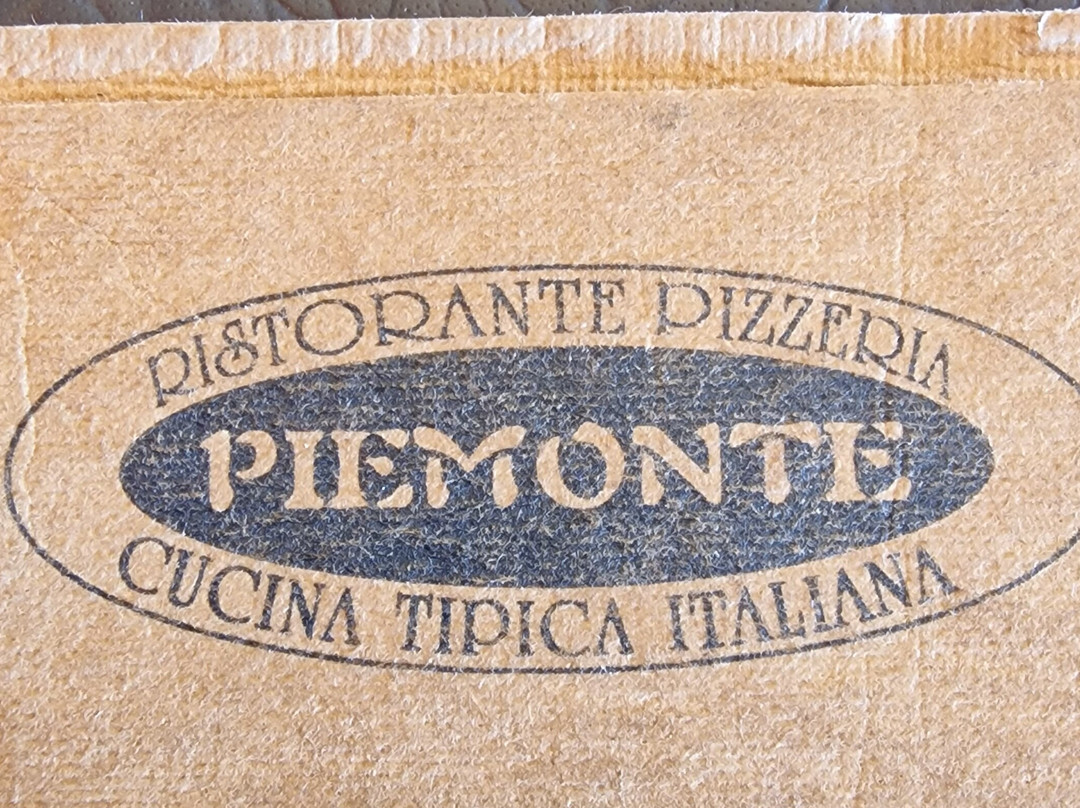 RISTORANTE PIZZERIA
PIEMONTE
CUCINA TIPICA ITALIANA